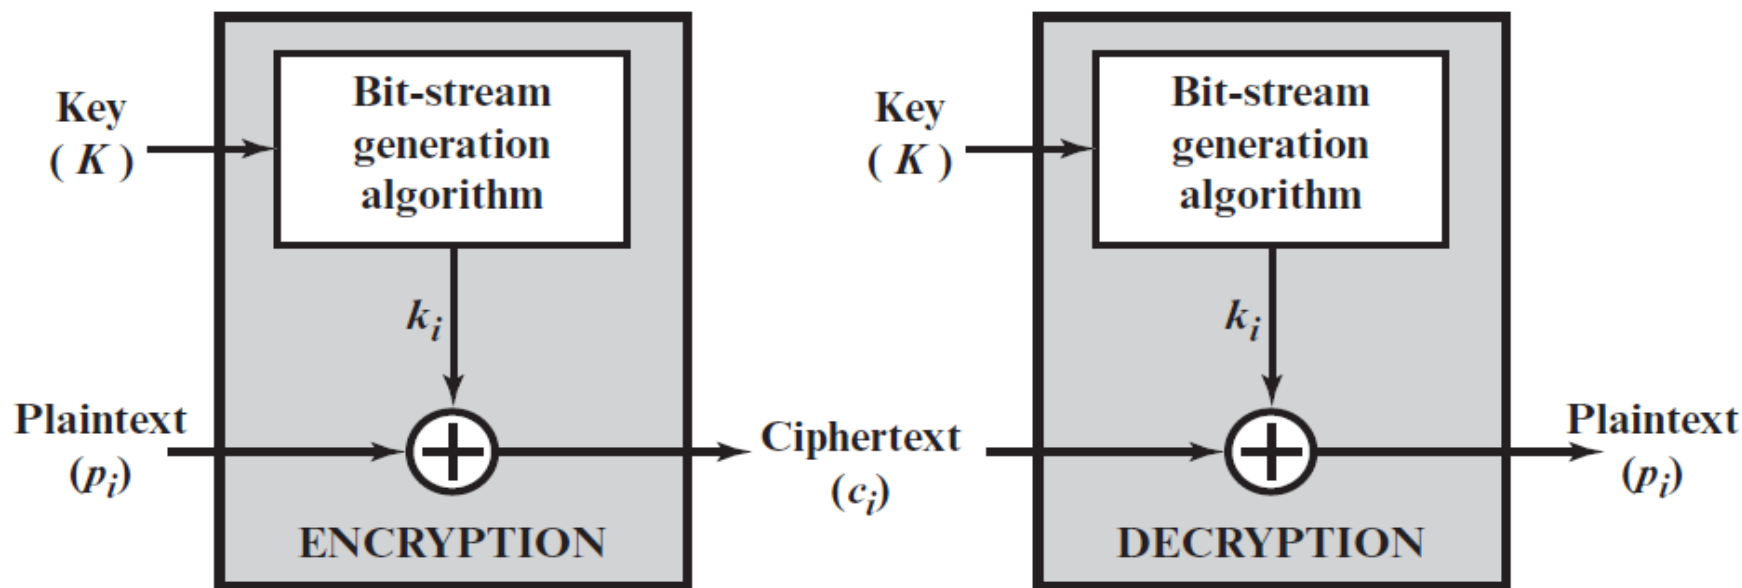 Bit-stream
generation
algorithm
Key
( K )
k_i
Plaintext
(p_i)
ENCRYPTION
Ciphertext
(c_i)
Bit-stream
generation
algorithm
Key
( K )
k_i
Plaintext
(p_i)
DECRYPTION